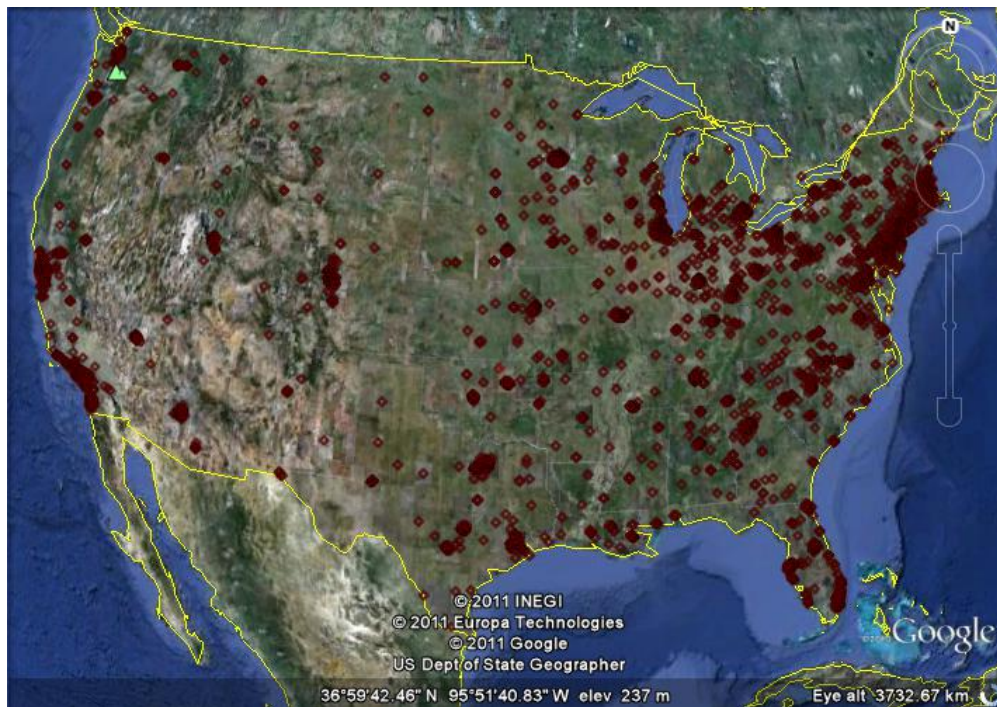 N
© 2011 INEGI
© 2011 Europa Technologies
© 2011 Google
US Dept of State Geographer
Google
36°59'42.46" N 95°51'40.83" W elev 237 m
Eye alt 3732.67 km